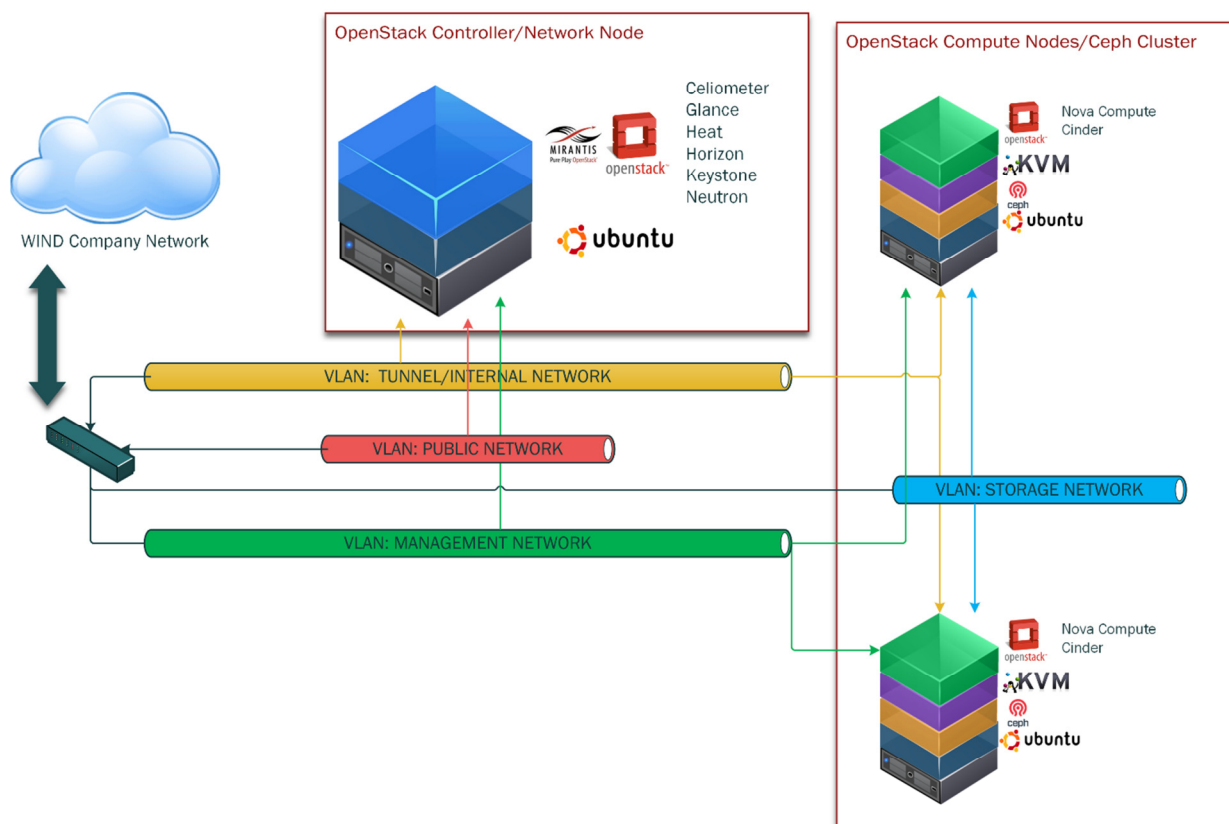 OpenStack Controller/Network Node
OpenStack Compute Nodes/Ceph Cluster
WIND Company Network
MIRANTIS
Pure-Play OpenStack
openstack
Celiometer
Glance
Heat
Horizon
Keystone
Neutron
ubuntu
openstack
Nova Compute
Cinder
KVM
ceph
ubuntu
VLAN: TUNNEL/INTERNAL NETWORK
VLAN: PUBLIC NETWORK
VLAN: STORAGE NETWORK
VLAN: MANAGEMENT NETWORK
openstack
Nova Compute
Cinder
KVM
ceph
ubuntu